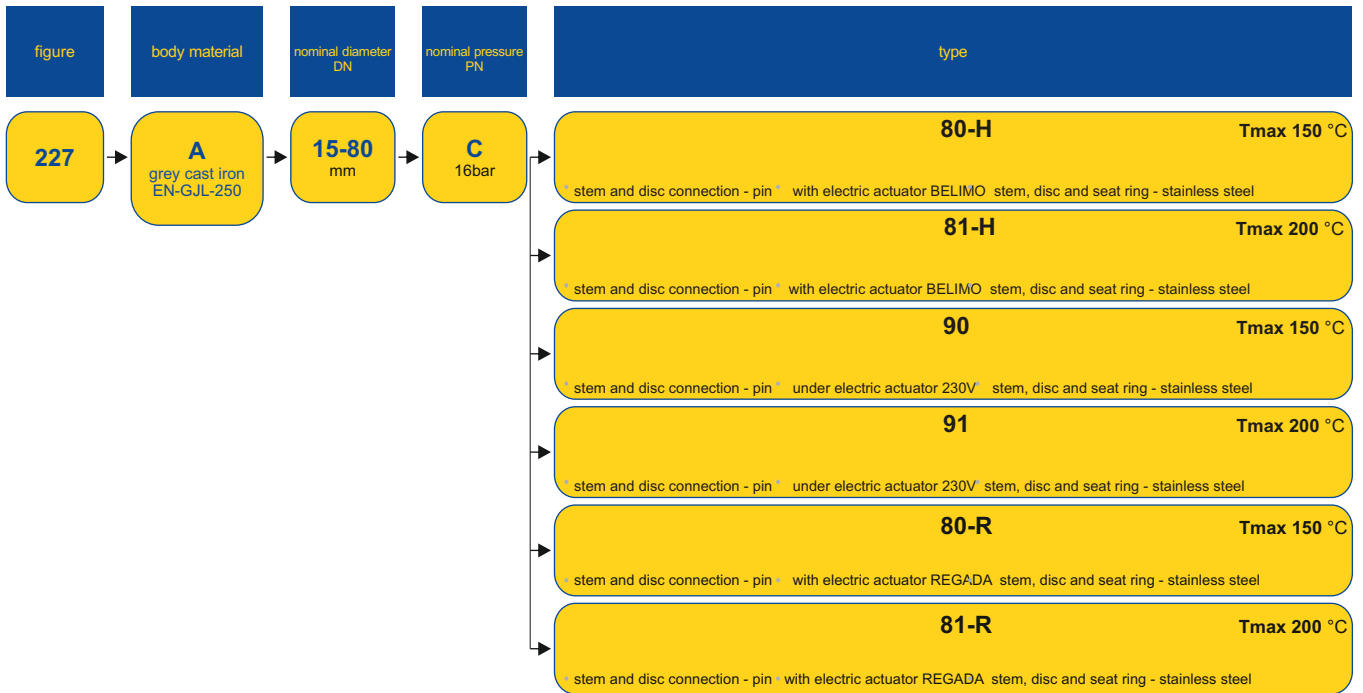 figure
body material
nominal diameter
DN
nominal pressure
PN
type
227
A
grey cast iron
EN-GJL-250
15-80
mm
C
16bar
80-H Tmax 150 °C
* stem and disc connection - pin * with electric actuator BELIMO * stem, disc and seat ring - stainless steel
81-H Tmax 200 °C
* stem and disc connection - pin * with electric actuator BELIMO * stem, disc and seat ring - stainless steel
90 Tmax 150 °C
* stem and disc connection - pin * under electric actuator 230V * stem, disc and seat ring - stainless steel
91 Tmax 200 °C
* stem and disc connection - pin * under electric actuator 230V * stem, disc and seat ring - stainless steel
80-R Tmax 150 °C
* stem and disc connection - pin * with electric actuator REGADA * stem, disc and seat ring - stainless steel
81-R Tmax 200 °C
* stem and disc connection - pin * with electric actuator REGADA * stem, disc and seat ring - stainless steel